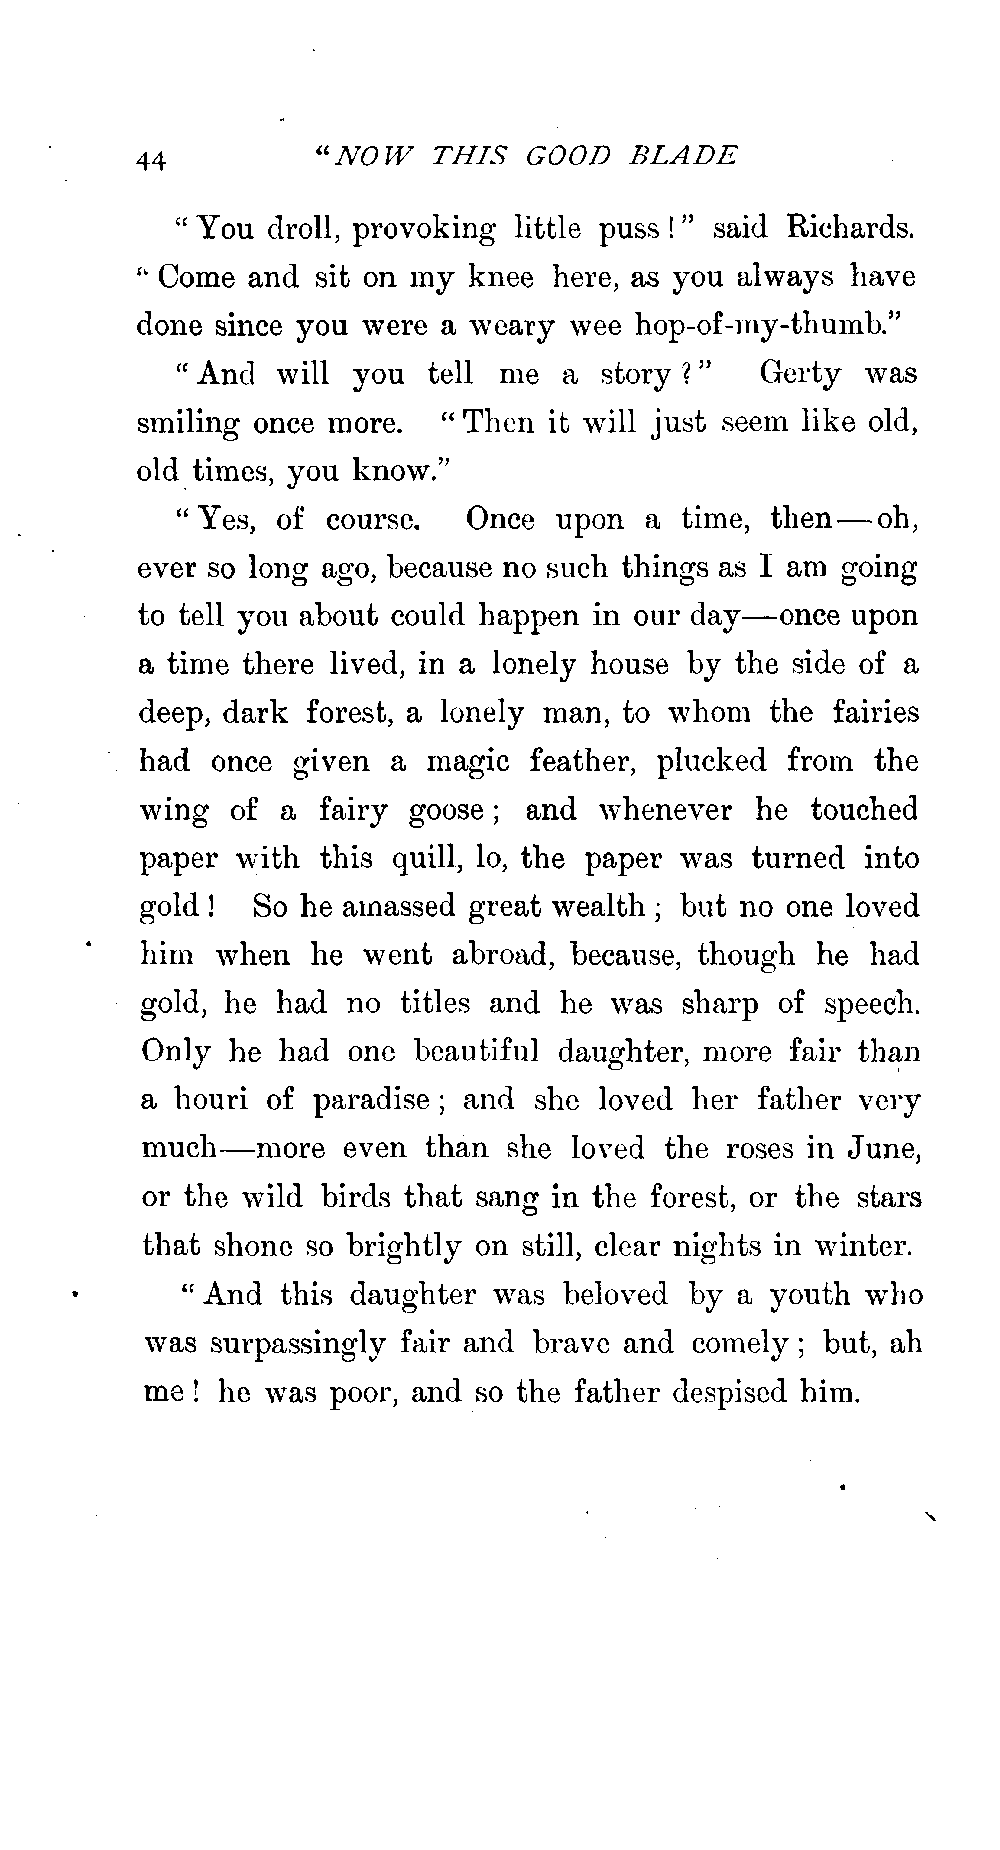 44 "NOW THIS GOOD BLADE
"You droll, provoking little puss!" said Richards.
"Come and sit on my knee here, as you always have
done since you were a weary wee hop-of-my-thumb."
"And will you tell me a story?" Gerty was
smiling once more. "Then it will just seem like old,
old times, you know."
"Yes, of course. Once upon a time, then—oh,
ever so long ago, because no such things as I am going
to tell you about could happen in our day—once upon
a time there lived, in a lonely house by the side of a
deep, dark forest, a lonely man, to whom the fairies
had once given a magic feather, plucked from the
wing of a fairy goose; and whenever he touched
paper with this quill, lo, the paper was turned into
gold! So he amassed great wealth; but no one loved
him when he went abroad, because, though he had
gold, he had no titles and he was sharp of speech.
Only he had one beautiful daughter, more fair than
a houri of paradise; and she loved her father very
much—more even than she loved the roses in June,
or the wild birds that sang in the forest, or the stars
that shone so brightly on still, clear nights in winter.
"And this daughter was beloved by a youth who
was surpassingly fair and brave and comely; but, ah
me! he was poor, and so the father despised him.